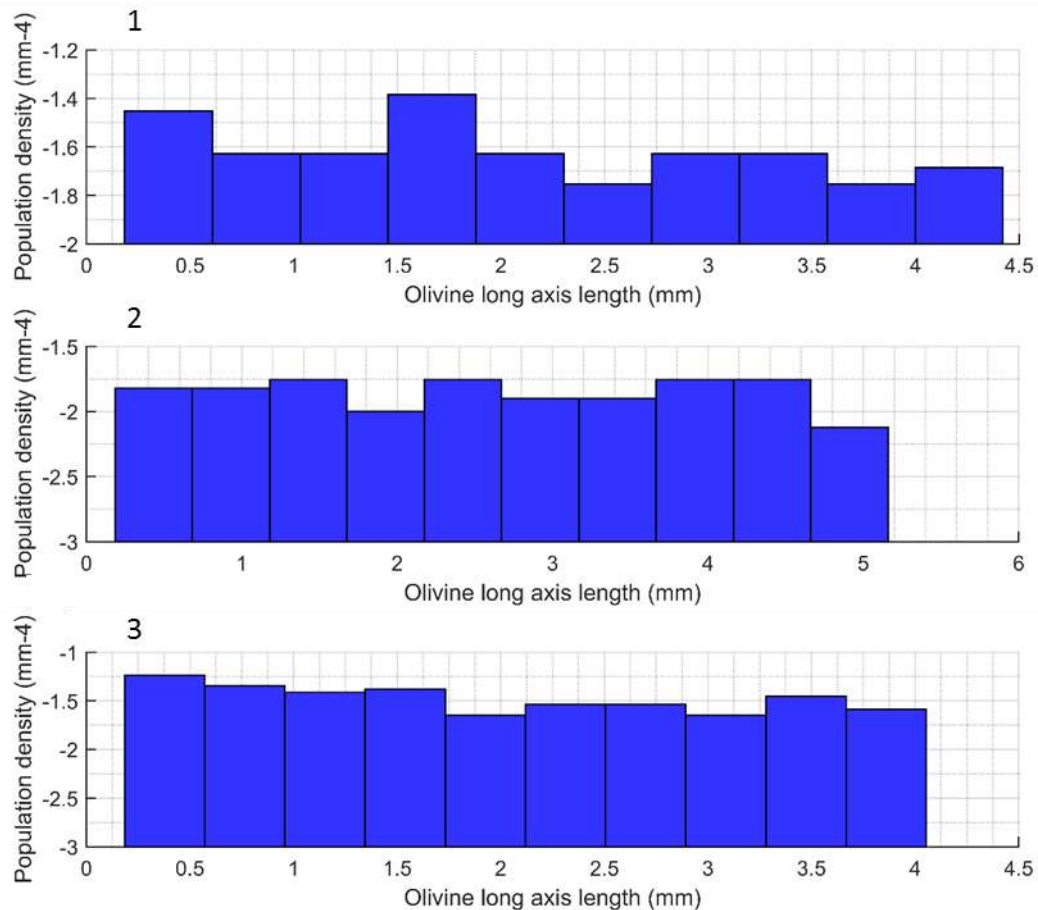 1
Population density (mm-4)
-1.2
-1.4
-1.6
-1.8
-2
0 0.5 1 1.5 2 2.5 3 3.5 4 4.5
Olivine long axis length (mm)
2
Population density (mm-4)
-1.5
-2
-2.5
-3
0 1 2 3 4 5 6
Olivine long axis length (mm)
3
Population density (mm-4)
-1
-1.5
-2
-2.5
-3
0 0.5 1 1.5 2 2.5 3 3.5 4 4.5
Olivine long axis length (mm)